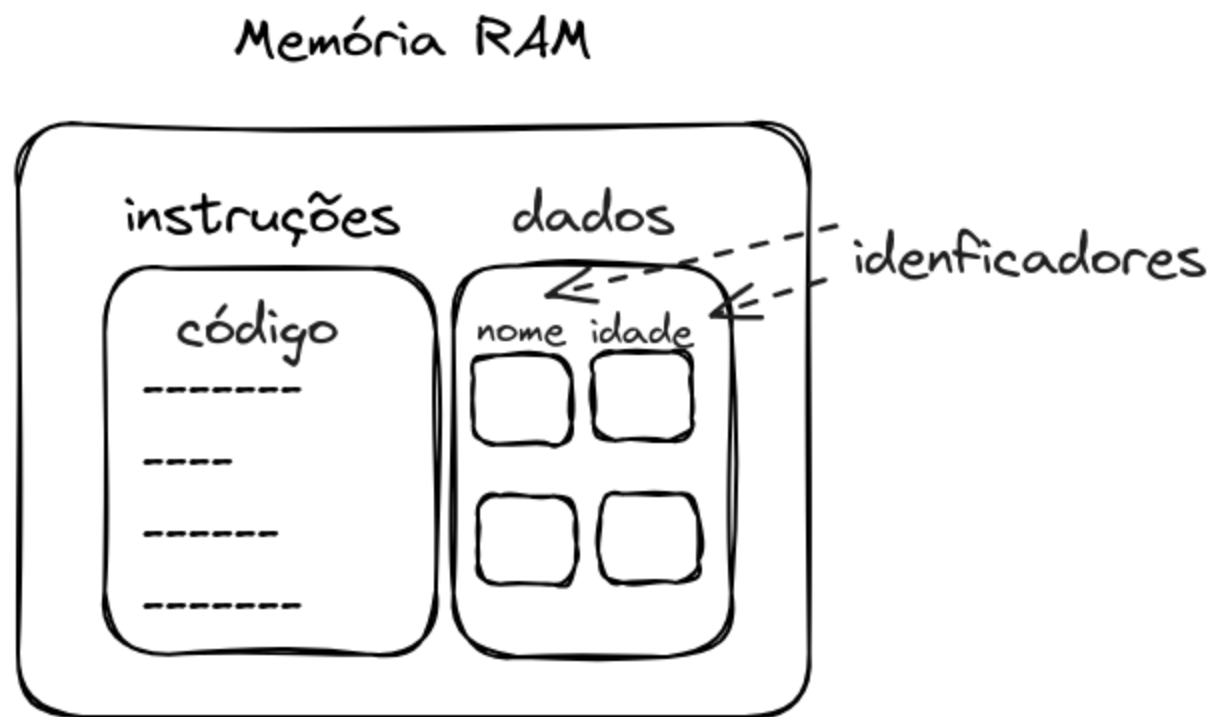 Memória RAM
instruções
dados
idenficadores
código
nome idade